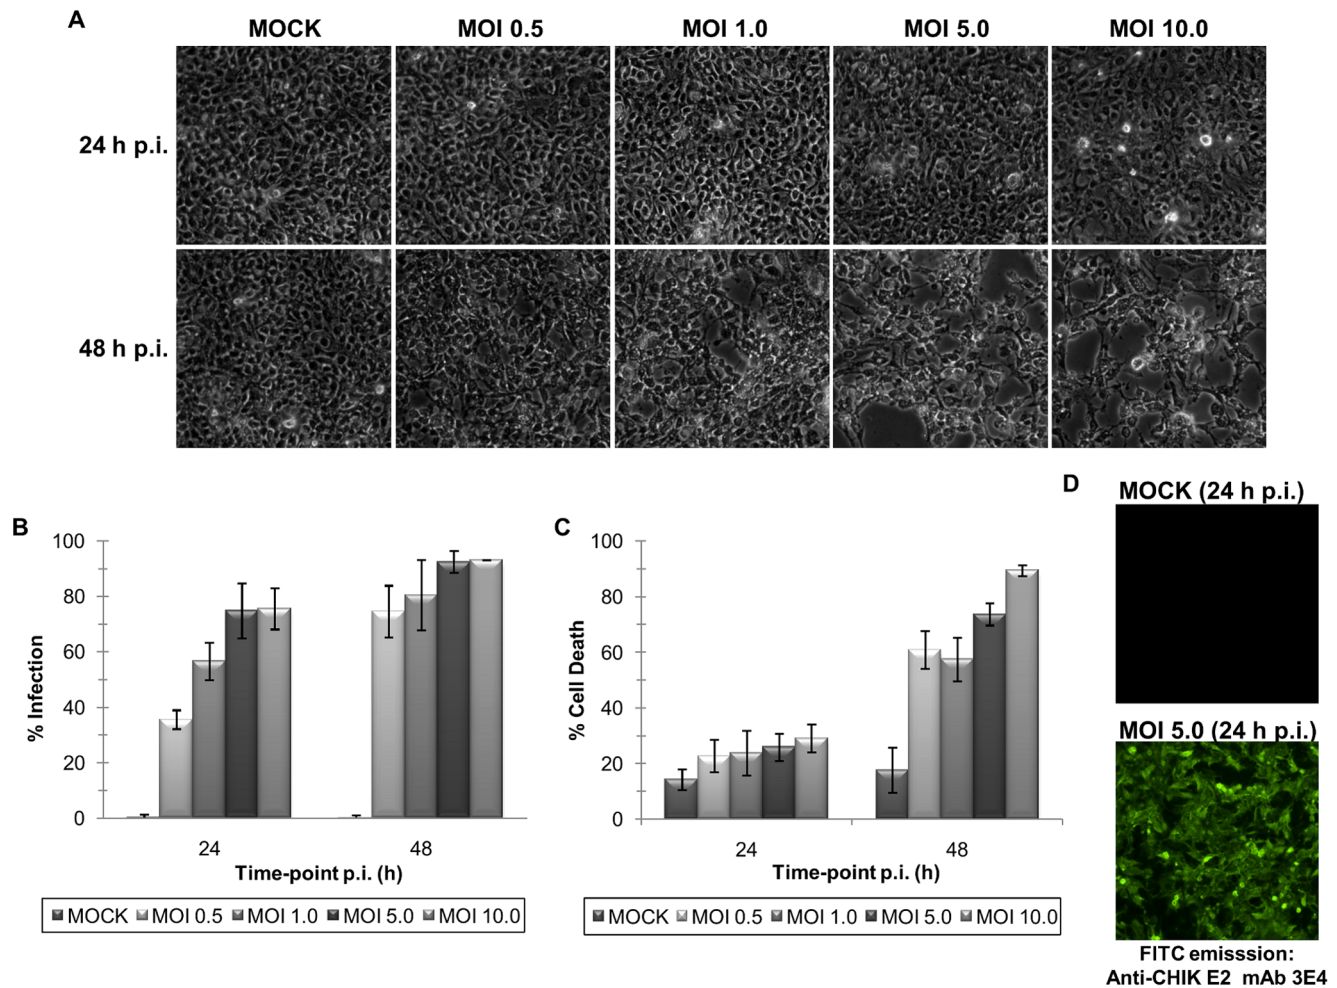 A
MOCK MOI 0.5 MOI 1.0 MOI 5.0 MOI 10.0
24 h p.i.
48 h p.i.
B
% Infection
100
80
60
40
20
0
24 48
Time-point p.i. (h)
MOCK MOI 0.5 MOI 1.0 MOI 5.0 MOI 10.0
C
% Cell Death
100
80
60
40
20
0
24 48
Time-point p.i. (h)
MOCK MOI 0.5 MOI 1.0 MOI 5.0 MOI 10.0
D
MOCK (24 h p.i.)
MOI 5.0 (24 h p.i.)
FITC emisssion:
Anti-CHIK E2 mAb 3E4